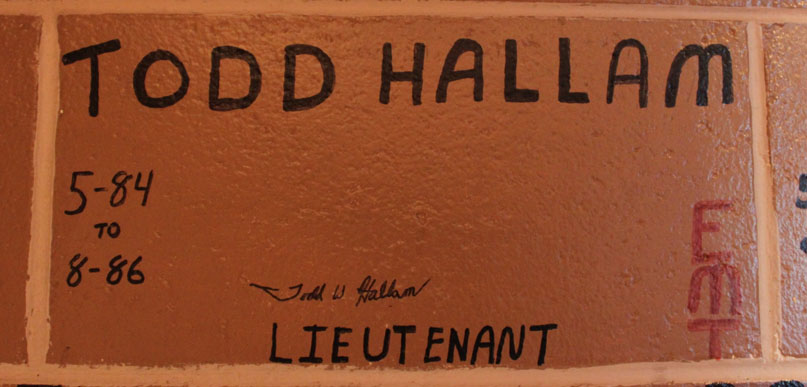 TODD HALLAM
5-84
TO
8-86
Todd W Hallam
LIEUTENANT
EMT